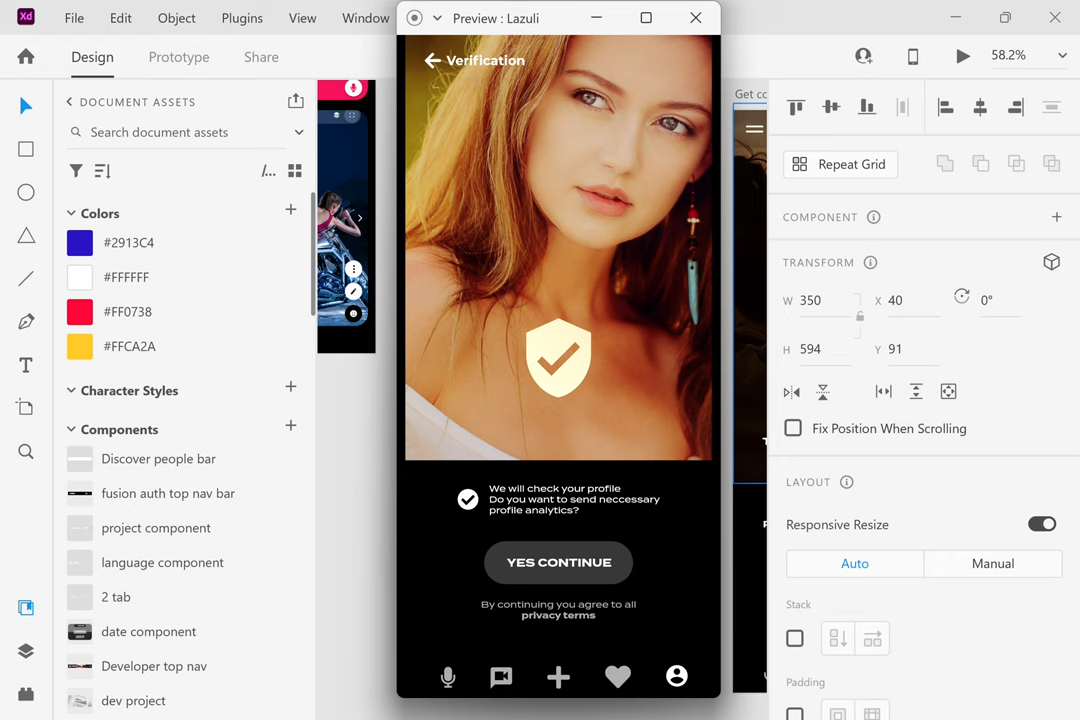 Xd
File Edit Object Plugins View Window
Preview : Lazuli
Design Prototype Share
58.2%
DOCUMENT ASSETS
Search document assets
/...
Colors
#2913C4
#FFFFFF
#FF0738
#FFCA2A
Character Styles
Components
Discover people bar
fusion auth top nav bar
project component
language component
2 tab
date component
Developer top nav
dev project
Verification
We will check your profile
Do you want to send neccessary
profile analytics?
YES CONTINUE
By continuing you agree to all
privacy terms
Repeat Grid
COMPONENT
TRANSFORM
W 350 X 40 0°
H 594 Y 91
Fix Position When Scrolling
LAYOUT
Responsive Resize
Auto Manual
Stack
Padding